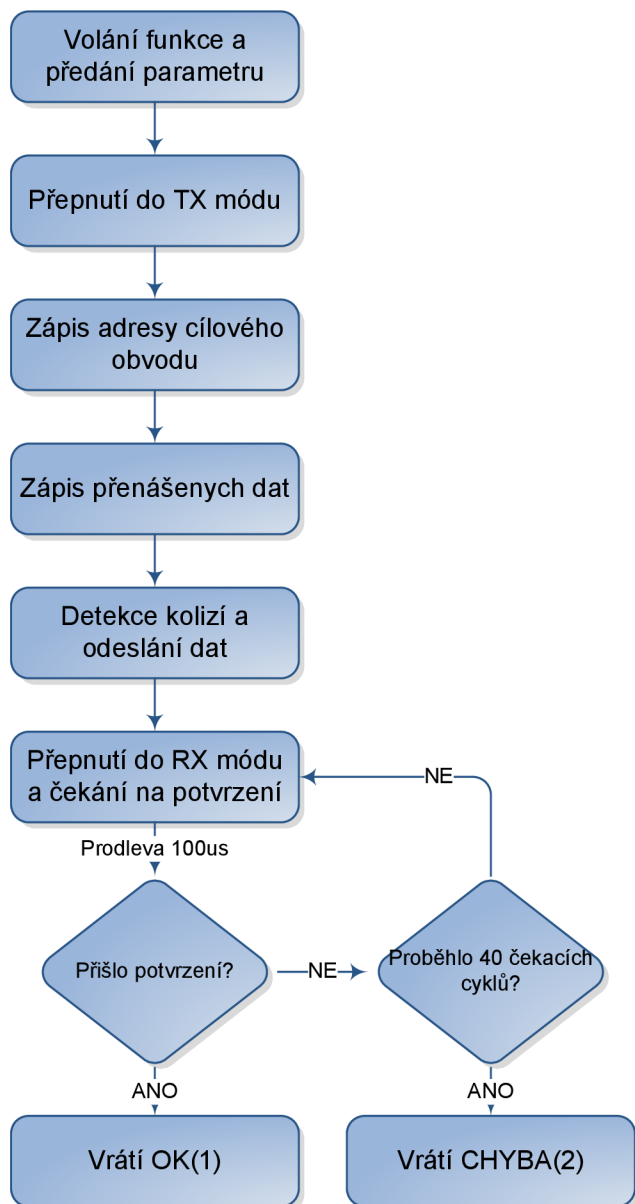 Volání funkce a
předání parametru
Přepnutí do TX módu
Zápis adresy cílového
obvodu
Zápis přenášenych dat
Detekce kolizí a
odeslání dat
Přepnutí do RX módu
a čekání na potvrzení
NE
Prodleva 100us
Přišlo potvrzení?
NE
Proběhlo 40 čekacích
cyklů?
ANO
ANO
Vrátí OK(1)
Vrátí CHYBA(2)